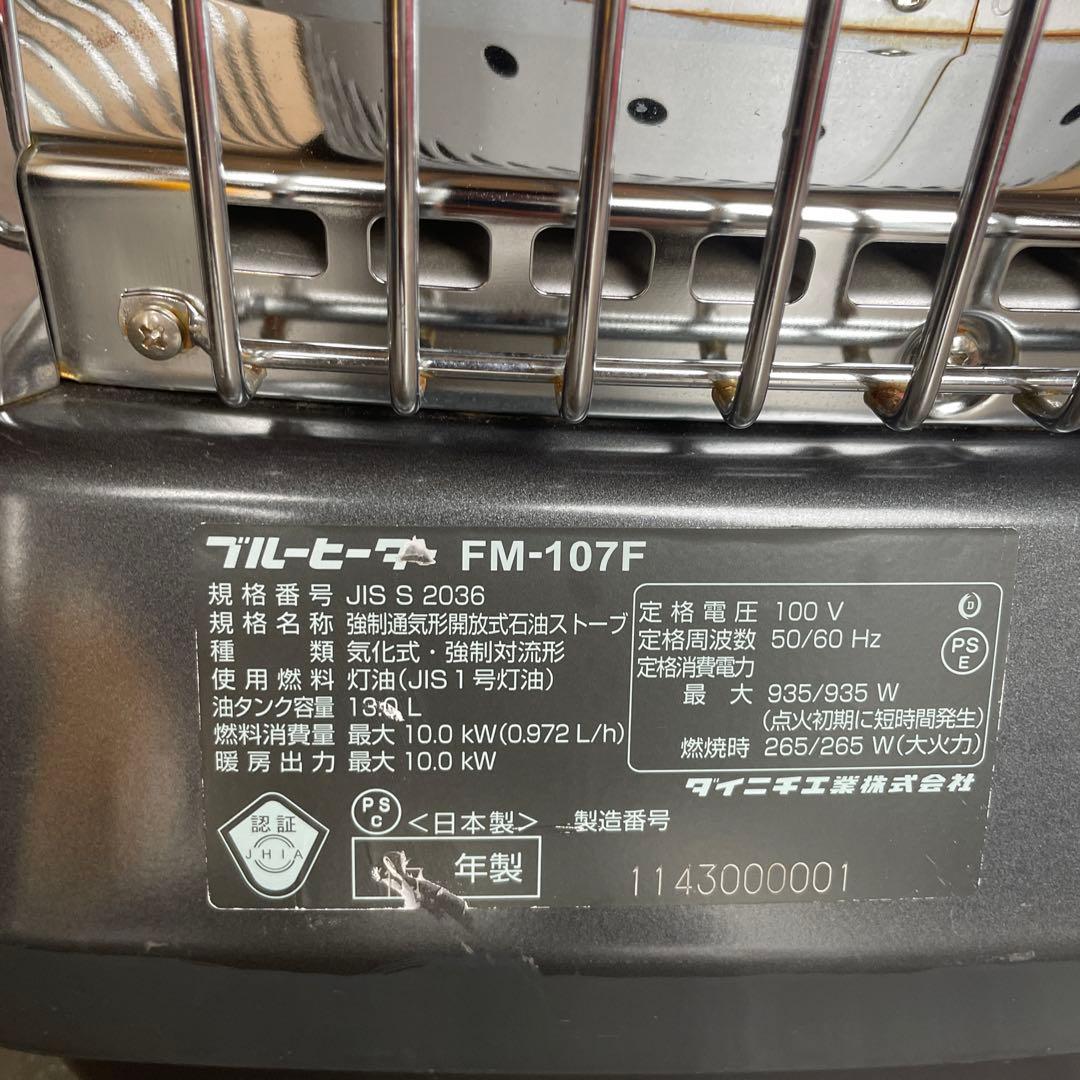 ブルーヒーター FM-107F
規格番号 JIS S 2036
規格名称 強制通気形開放式石油ストーブ
種類 気化式・強制対流形
使用燃料 灯油(JIS1号灯油)
油タンク容量 13.0 L
燃料消費量 最大 10.0 kW(0.972 L/h)
暖房出力 最大 10.0 kW
定格電圧 100 V
定格周波数 50/60 Hz
定格消費電力
最大 935/935 W
(点火初期に短時間発生)
燃焼時 265/265 W(大火力)
PS
E
ダイニチ工業株式会社
認証
JHIA
PS
C
<日本製> 製造番号
年製
1143000001